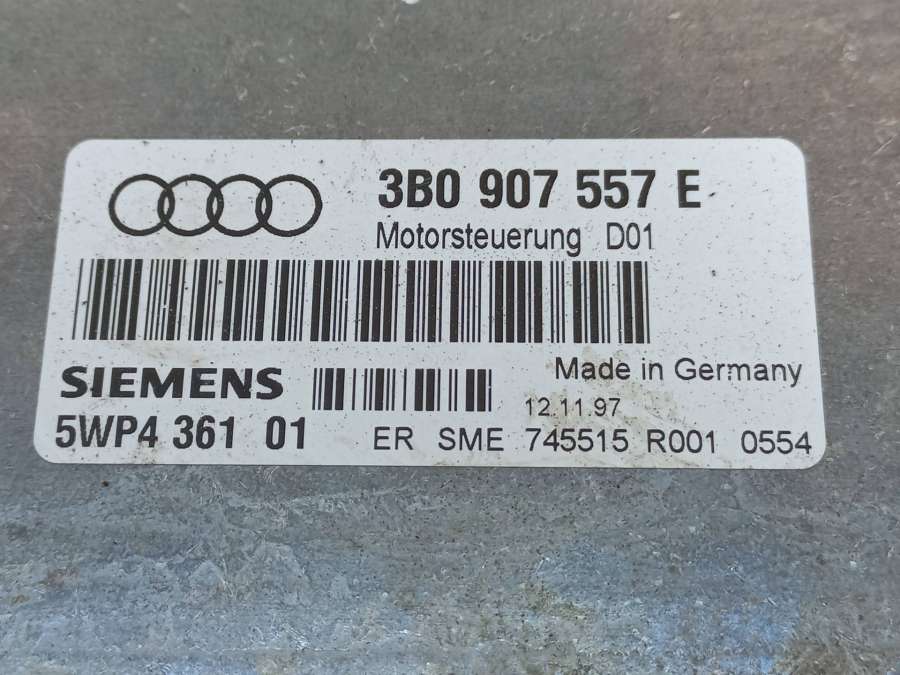 3B0 907 557 E
Motorsteuerung D01
Made in Germany
SIEMENS
12.11.97
5WP4 361 01 ER SME 745515 R001 0554